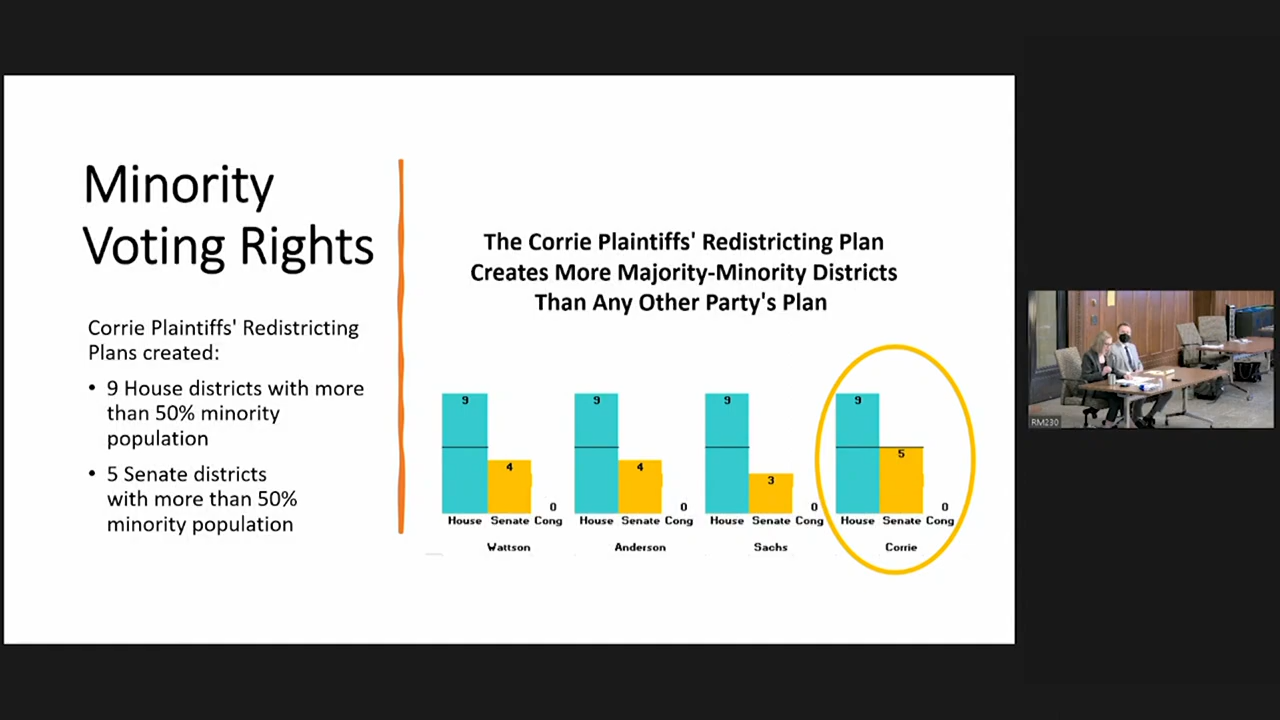 Minority
Voting Rights
Corrie Plaintiffs' Redistricting
Plans created:
• 9 House districts with more
than 50% minority
population
• 5 Senate districts
with more than 50%
minority population
The Corrie Plaintiffs' Redistricting Plan
Creates More Majority-Minority Districts
Than Any Other Party's Plan
9 4 0
House Senate Cong
Wattson
9 4 0
House Senate Cong
Anderson
9 3 0
House Senate Cong
Sachs
9 5 0
House Senate Cong
Corrie
RM230